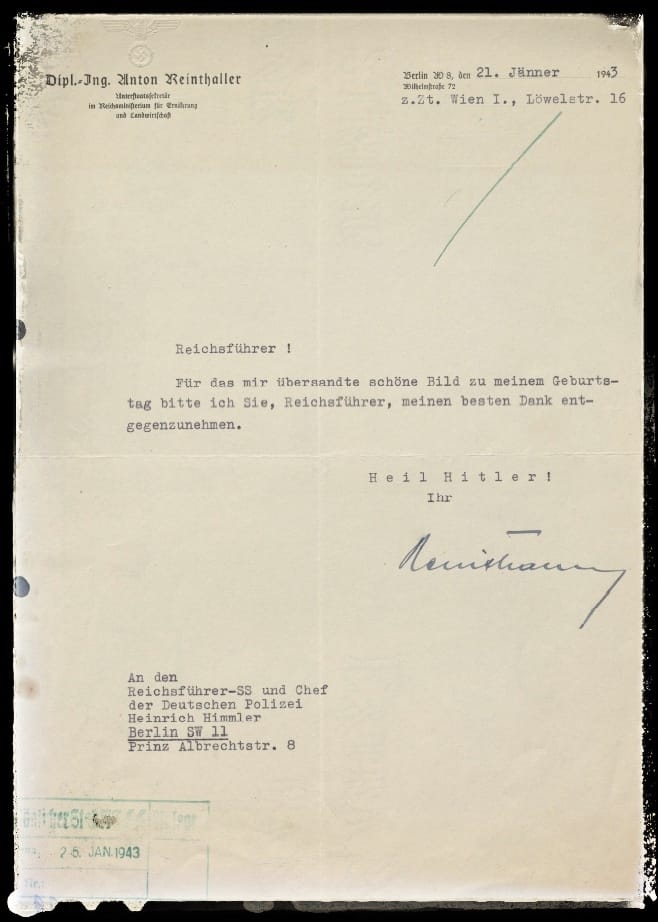 Dipl.-Ing. Anton Reinthaller
Unterstaatssekretär
im Reichsministerium für Ernährung
und Landwirtschaft
Berlin W 8, den 21. Jänner 1943
Wilhelmstraße 72
z.Zt. Wien I., Löwelstr. 16
Reichsführer !
Für das mir übersandte schöne Bild zu meinem Geburts-
tag bitte ich Sie, Reichsführer, meinen besten Dank ent-
gegenzunehmen.
Heil Hitler!
Ihr
Reinthaller
An den
Reichsführer-SS und Chef
der Deutschen Polizei
Heinrich Himmler
Berlin SW 11
Prinz Albrechtstr. 8
25. JAN. 1943